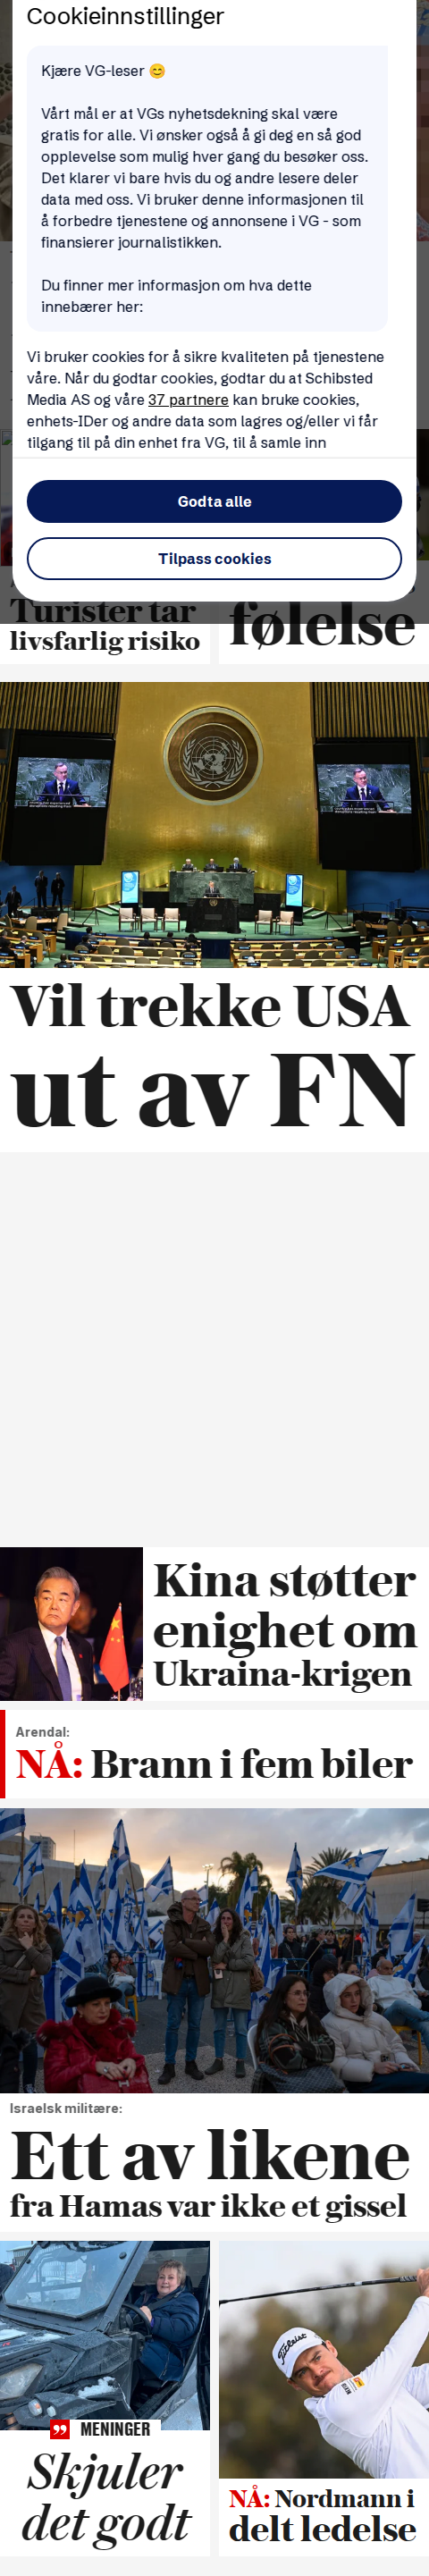 Cookieinnstillinger
Kjære VG-leser 😊
Vårt mål er at VGs nyhetsdekning skal være
gratis for alle. Vi ønsker også å gi deg en så god
opplevelse som mulig hver gang du besøker oss.
Det klarer vi bare hvis du og andre lesere deler
data med oss. Vi bruker denne informasjonen til
å forbedre tjenestene og annonsene i VG - som
finansierer journalistikken.
Du finner mer informasjon om hva dette
innebærer her:
Vi bruker cookies for å sikre kvaliteten på tjenestene
våre. Når du godtar cookies, godtar du at Schibsted
Media AS og våre 37 partnere kan bruke cookies,
enhets-IDer og andre data som lagres og/eller vi får
tilgang til på din enhet fra VG, til å samle inn
Godta alle
Tilpass cookies
Turister tar
livsfarlig risiko
følelse
Vil trekke USA
ut av FN
Kina støtter
enighet om
Ukraina-krigen
Arendal:
NÅ: Brann i fem biler
Israelsk militære:
Ett av likene
fra Hamas var ikke et gissel
MENINGER
Skjuler
det godt
Titleist
NÅ: Nordmann i
delt ledelse